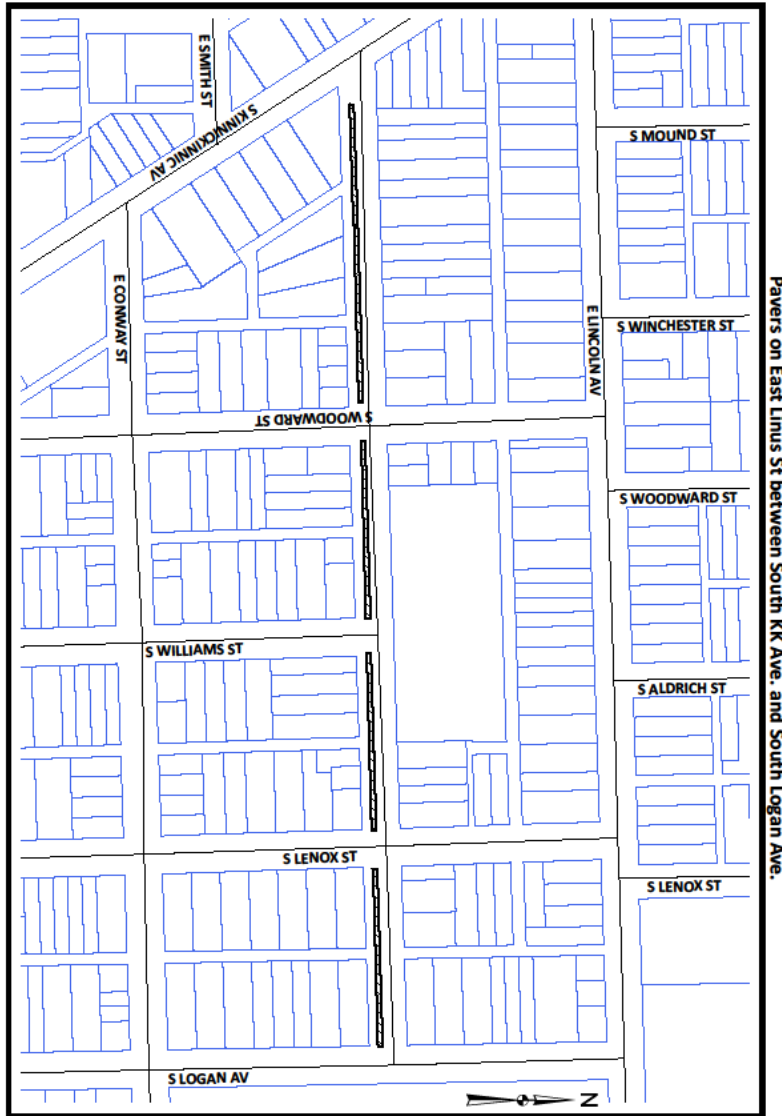 Pavers on East Linus St between South KK Ave. and South Logan Ave.
E SMITH ST
S KINNICKINNIC AV
S MOUND ST
E CONWAY ST
E LINCOLN AV
S WINCHESTER ST
S WOODWARD ST
S WOODWARD ST
S WILLIAMS ST
S ALDRICH ST
S LENOX ST
S LENOX ST
S LOGAN AV
N